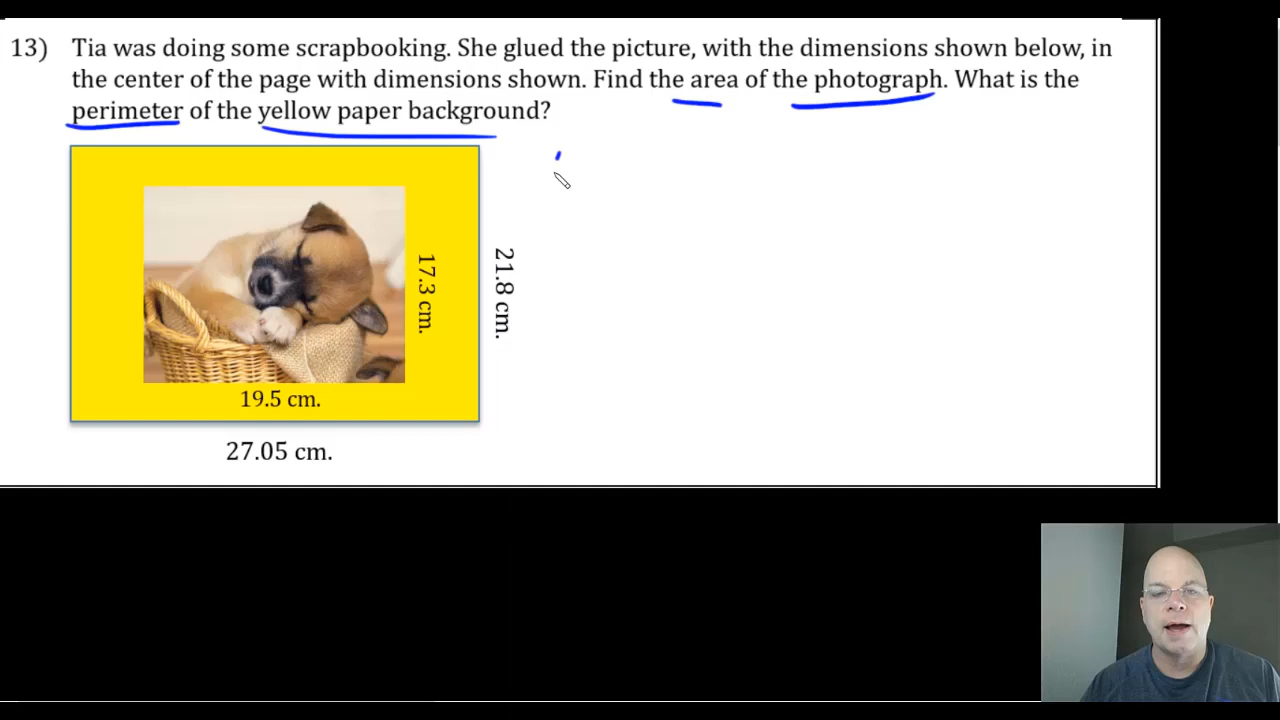 13) Tia was doing some scrapbooking. She glued the picture, with the dimensions shown below, in
the center of the page with dimensions shown. Find the area of the photograph. What is the
perimeter of the yellow paper background?
17.3 cm.
21.8 cm.
19.5 cm.
27.05 cm.